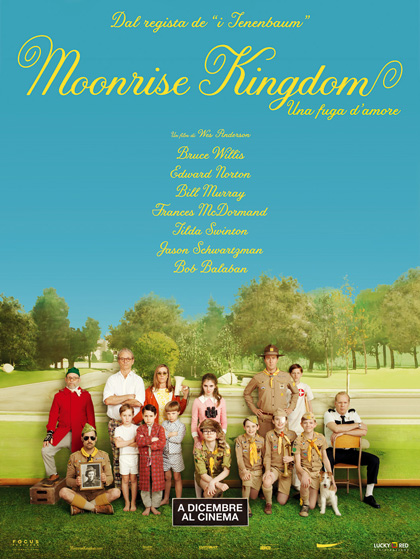 Dal regista de "i Tenenbaum"
Moonrise Kingdom
Una fuga d'amore
Un film di Wes Anderson
Bruce Willis
Edward Norton
Bill Murray
Frances McDormand
Tilda Swinton
Jason Schwartzman
Bob Balaban
A DICEMBRE
AL CINEMA
FOCUS
LUCKY RED